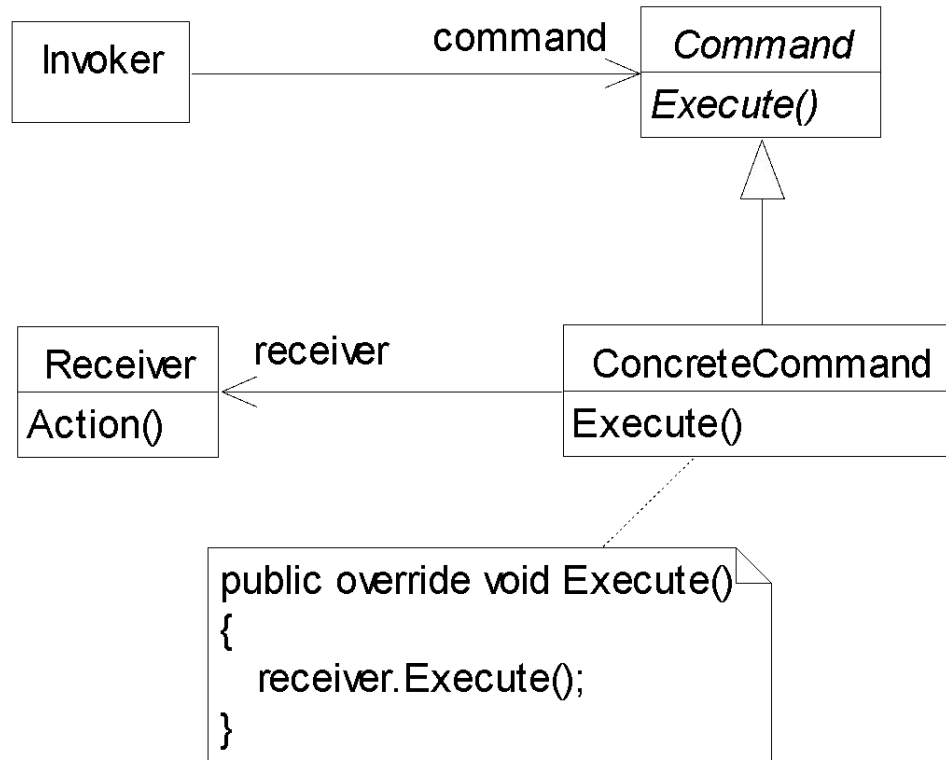 Invoker
command
Command
Execute()
Receiver
Action()
receiver
ConcreteCommand
Execute()
public override void Execute()
{
receiver.Execute();
}